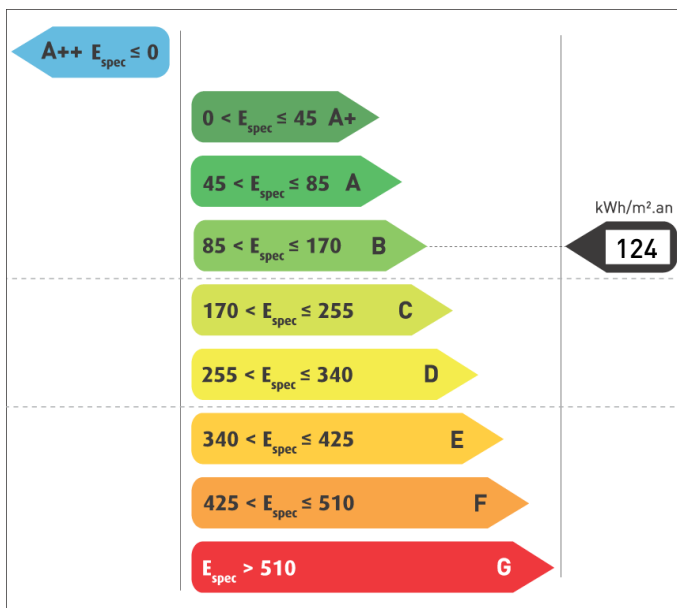 A++ Espec ≤ 0
0 < Espec ≤ 45 A+
45 < Espec ≤ 85 A
kWh/m².an
85 < Espec ≤ 170 B
124
170 < Espec ≤ 255 C
255 < Espec ≤ 340 D
340 < Espec ≤ 425 E
425 < Espec ≤ 510 F
Espec > 510 G